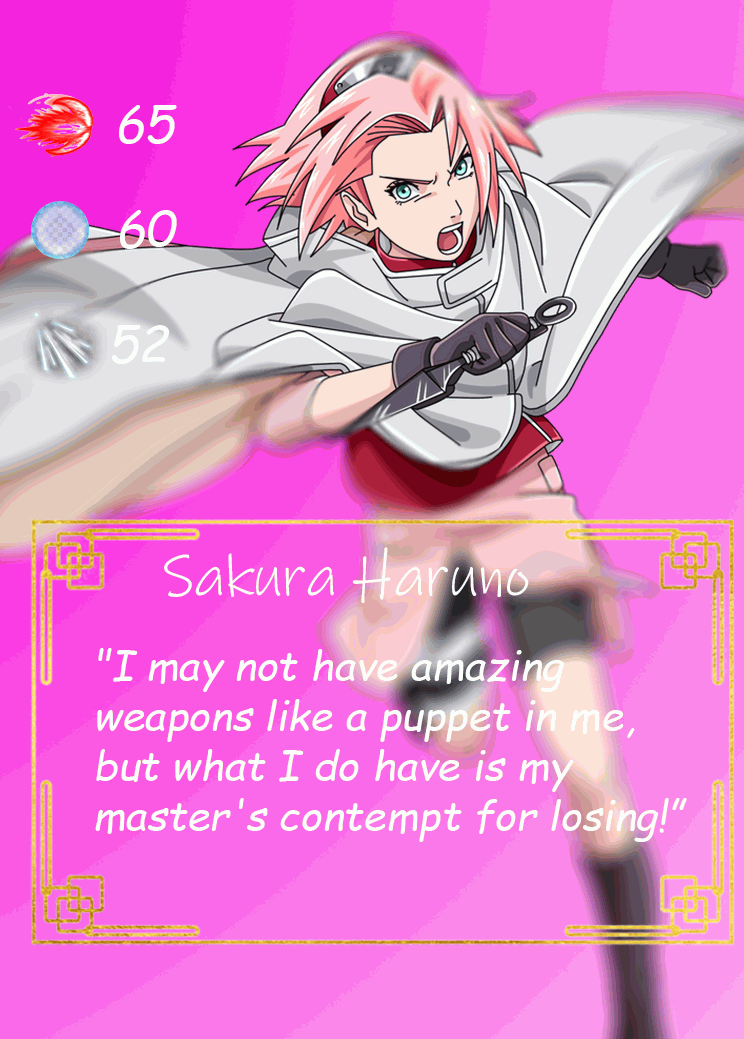 65
60
52
Sakura Haruno
"I may not have amazing
weapons like a puppet in me,
but what I do have is my
master's contempt for losing!”